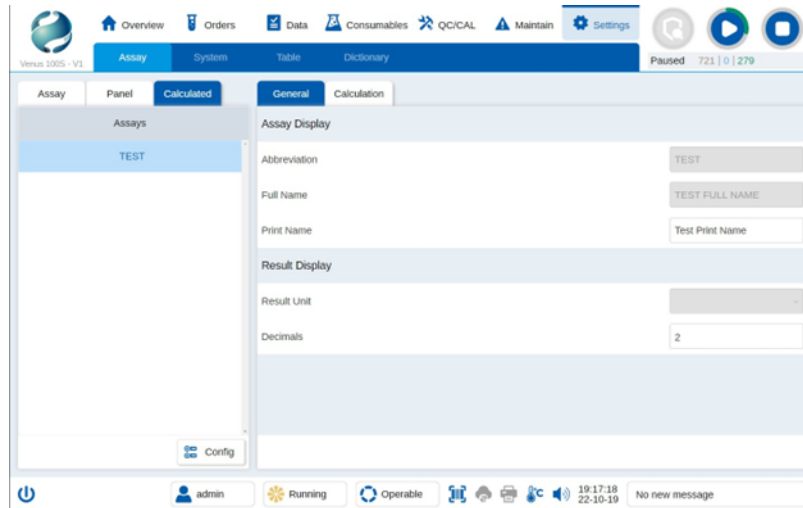 Overview Orders Data Consumables QC/CAL Maintain Settings
Venus 100S - V1 Assay System Table Dictionary Paused 721 | 0 | 279
Assay Panel Calculated General Calculation
Assays Assay Display
TEST Abbreviation TEST
Full Name TEST FULL NAME
Print Name Test Print Name
Result Display
Result Unit
Decimals 2
Config
admin Running Operable °C 19:17:18
22-10-19 No new message